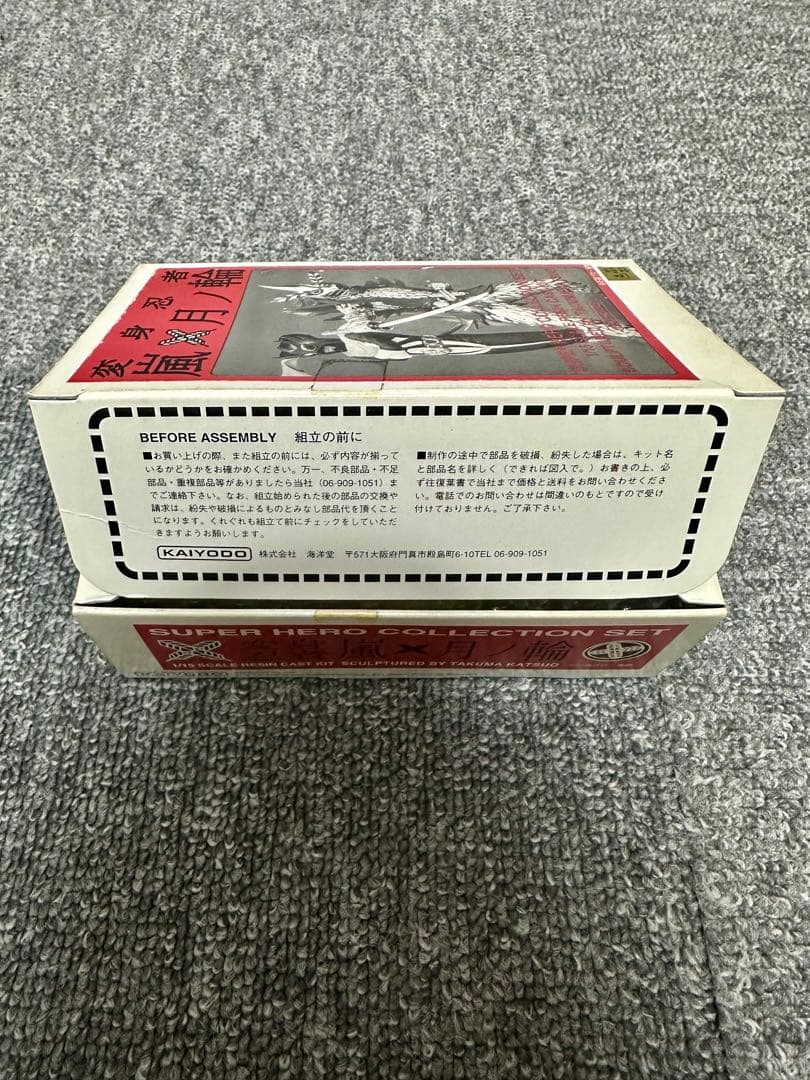 変身忍者
嵐×月ノ輪
BEFORE ASSEMBLY 組立の前に
■お買い上げの際、また組立の前には、必ず内容が揃って
いるかどうかをお確かめください。万一、不良部品・不足
部品・重複部品等がありましたら当社（06-909-1051）ま
でご連絡下さい。なお、組立始められた後の部品の交換や
請求は、紛失や破損によるものとみなし部品代を頂くこと
になります。くれぐれも組立て前にチェックをしていただ
きますようお願いします。
■制作の途中で部品を破損、紛失した場合は、キット名
と部品名を詳しく（できれば図入で。）お書きの上、必
ず往復葉書で当社まで価格と送料をお問い合わせくださ
い。電話でのお問い合わせは間違いのもとですので受け
付けておりません。ご了承下さい。
KAIYODO 株式会社 海洋堂 〒571大阪府門真市殿島町6-10TEL 06-909-1051
SUPER HERO COLLECTION SET
変身忍者 嵐×月ノ輪
1/15 SCALE RESIN CAST KIT SCULPTURED BY TAKUMA KATSUO